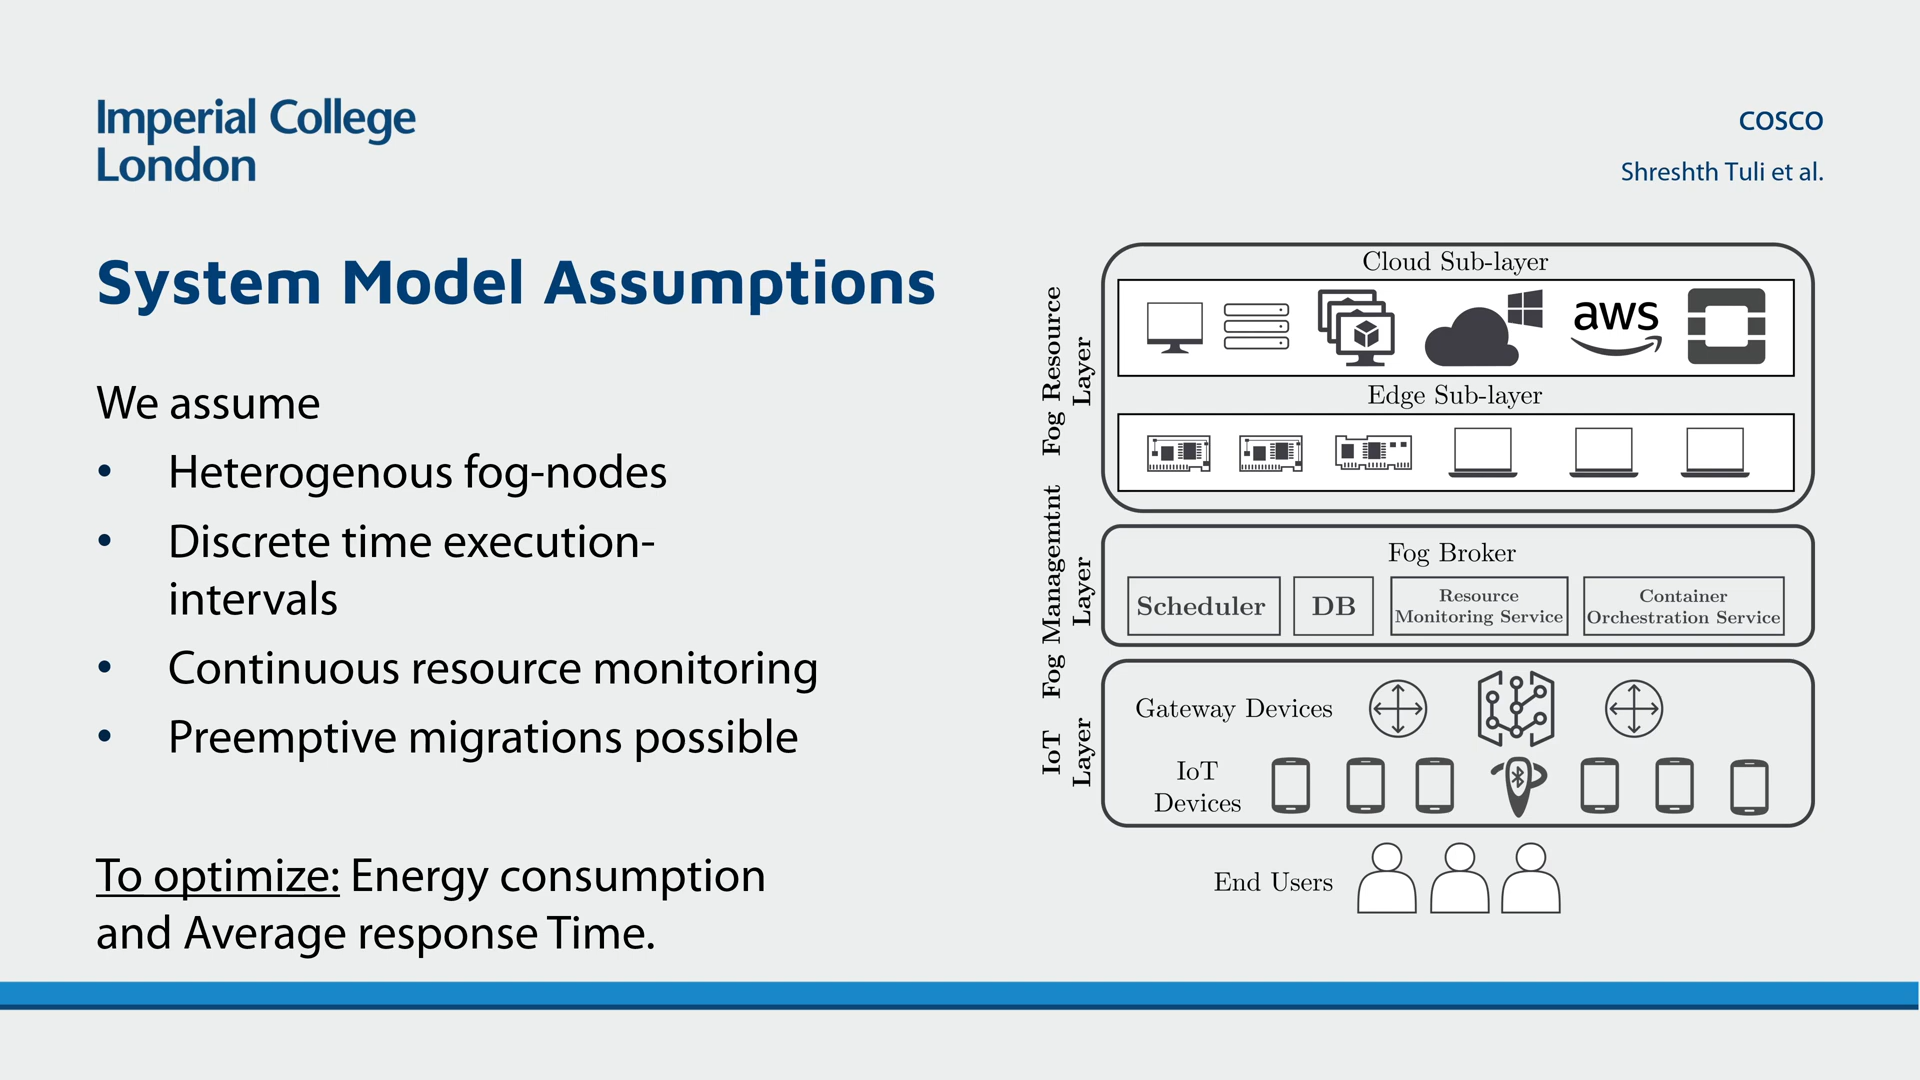 Imperial College
London
COSCO
Shreshth Tuli et al.
System Model Assumptions
We assume
• Heterogenous fog-nodes
• Discrete time execution-
intervals
• Continuous resource monitoring
• Preemptive migrations possible
To optimize: Energy consumption
and Average response Time.
Fog Resource
Layer
Cloud Sub-layer
aws
Edge Sub-layer
Fog Managemtnt
Layer
Fog Broker
Scheduler
DB
Resource
Monitoring Service
Container
Orchestration Service
IoT
Layer
Gateway Devices
IoT
Devices
End Users